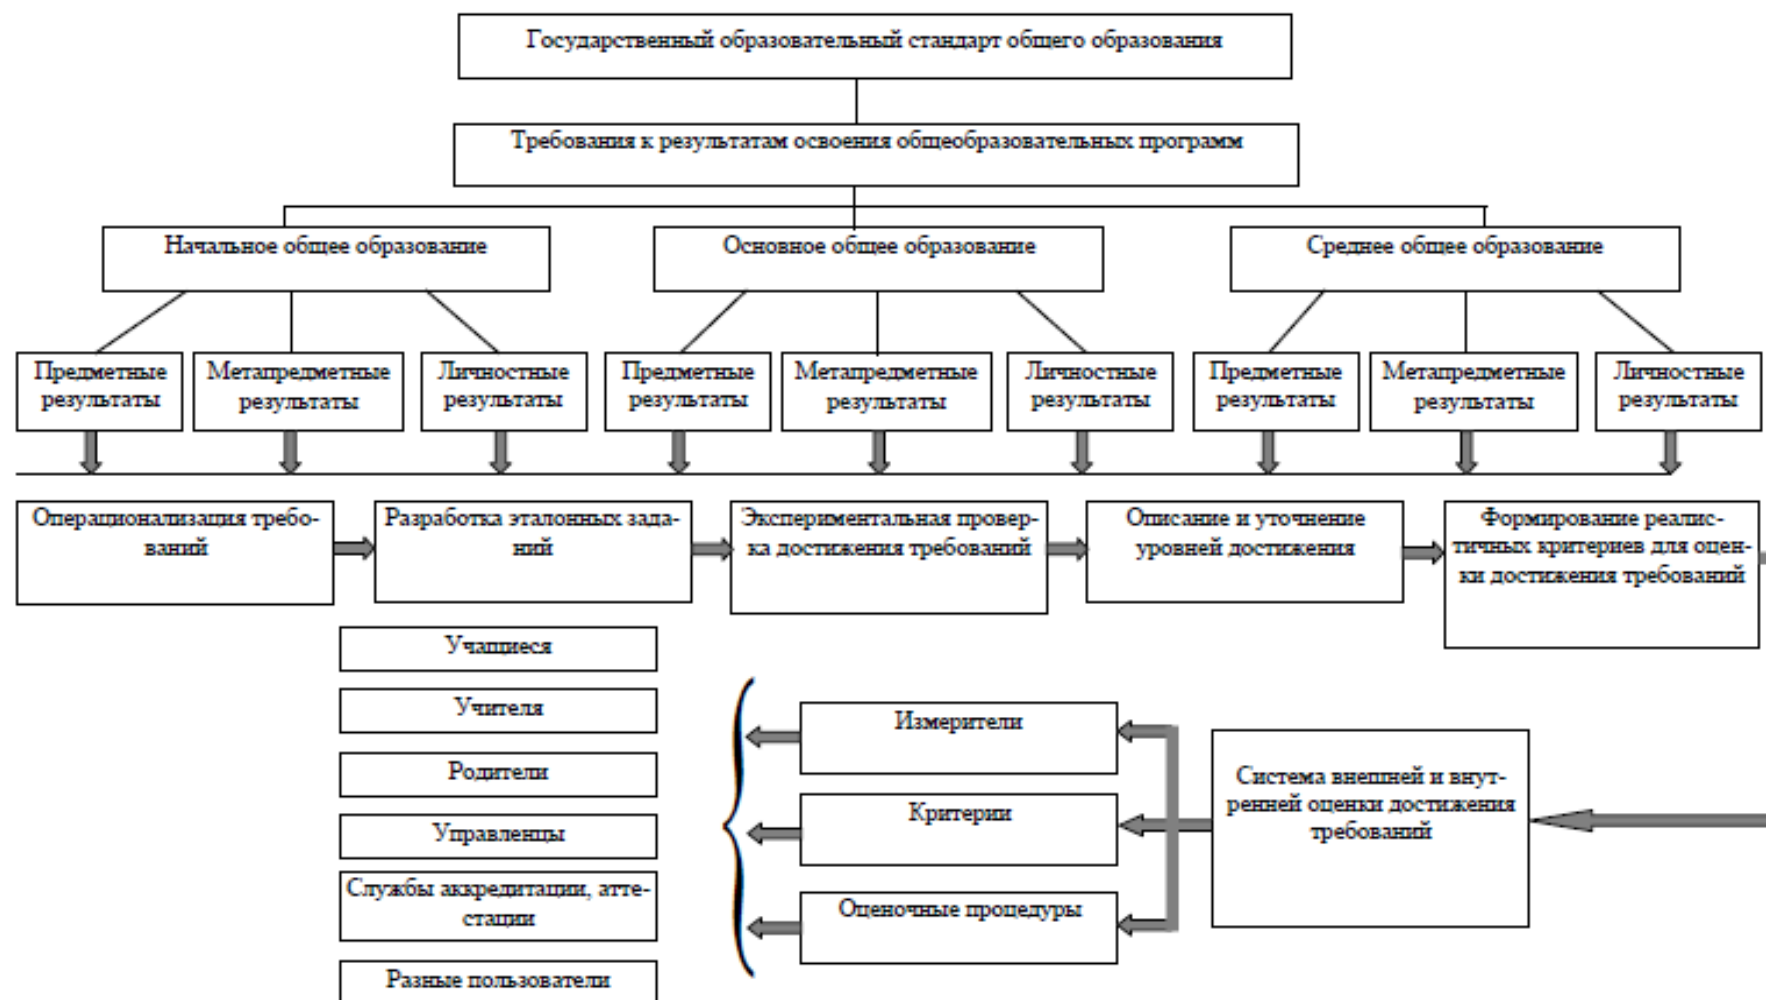 Государственный образовательный стандарт общего образования
Требования к результатам освоения общеобразовательных программ
Начальное общее образование
Основное общее образование
Среднее общее образование
Предметные
результаты
Метапредметные
результаты
Личностные
результаты
Предметные
результаты
Метапредметные
результаты
Личностные
результаты
Предметные
результаты
Метапредметные
результаты
Личностные
результаты
Операционализация требо-
ваний
Разработка эталонных зада-
ний
Экспериментальная провер-
ка достижения требований
Описание и уточнение
уровней достижения
Формирование реалис-
тичных критериев для оцен-
ки достижения требований
Учащиеся
Учителя
Родители
Управленцы
Службы аккредитации, атте-
стации
Разные пользователи
Измерители
Критерии
Оценочные процедуры
Система внешней и внут-
ренней оценки достижения
требований